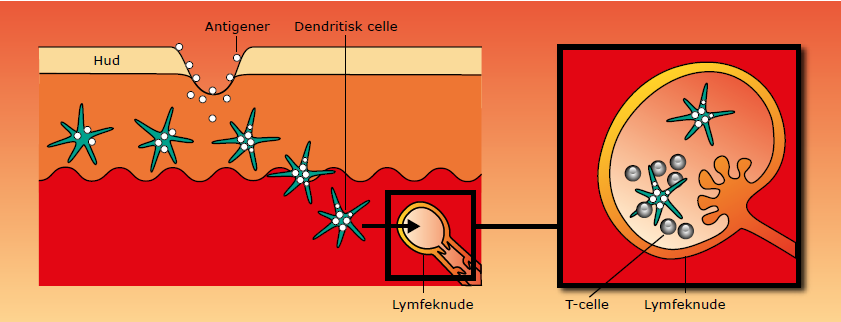 Antigener
Dendritisk celle
Hud
Lymfeknude
T-celle
Lymfeknude